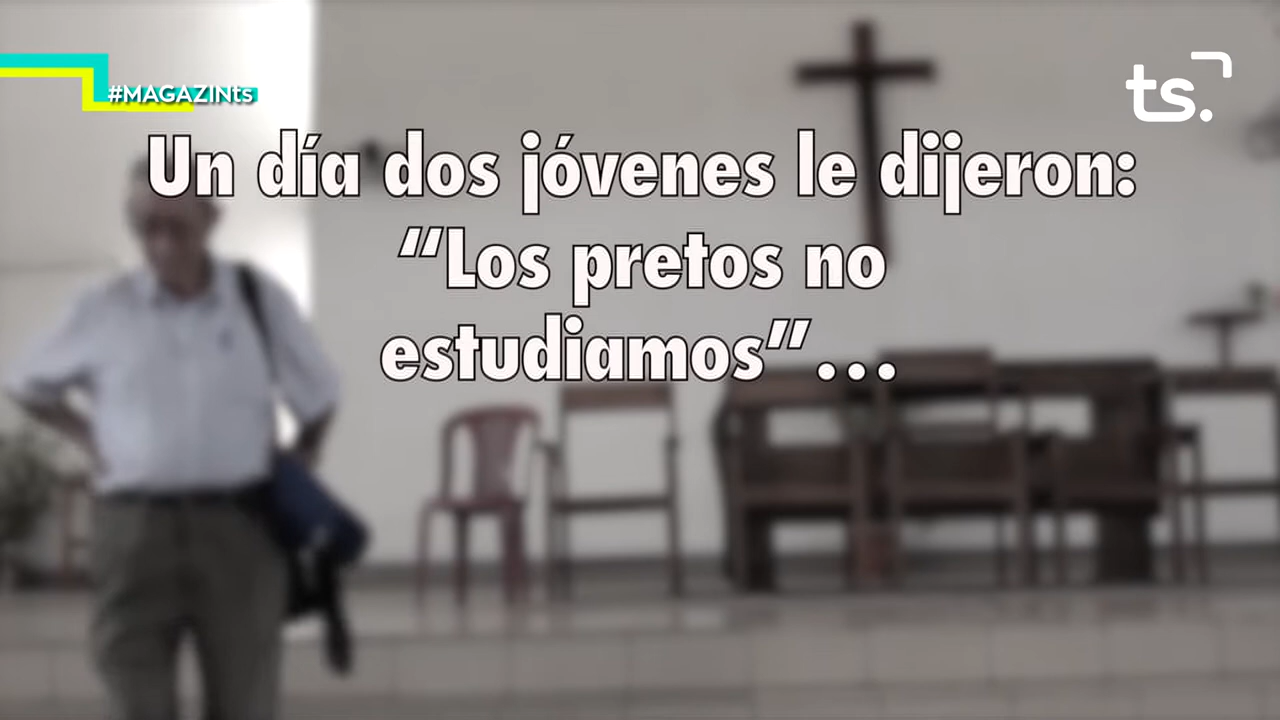 #MAGAZINts
ts.
Un día dos jóvenes le dijeron:
“Los pretos no
estudiamos”...